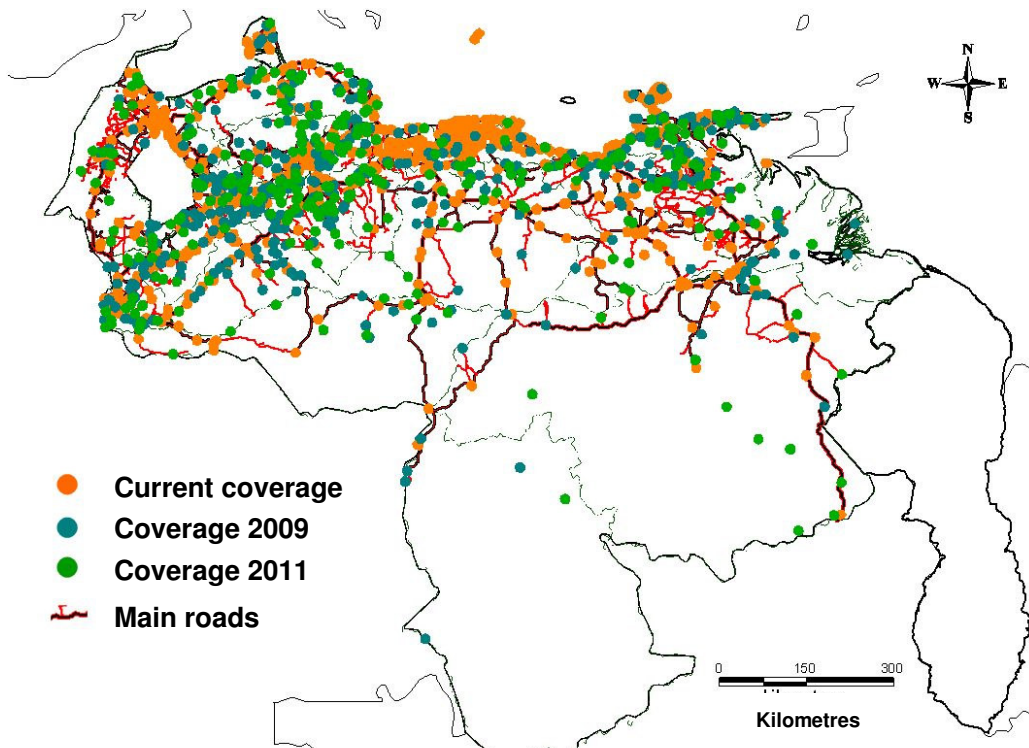 N
W E
S
Current coverage
Coverage 2009
Coverage 2011
Main roads
0 150 300
Kilometres